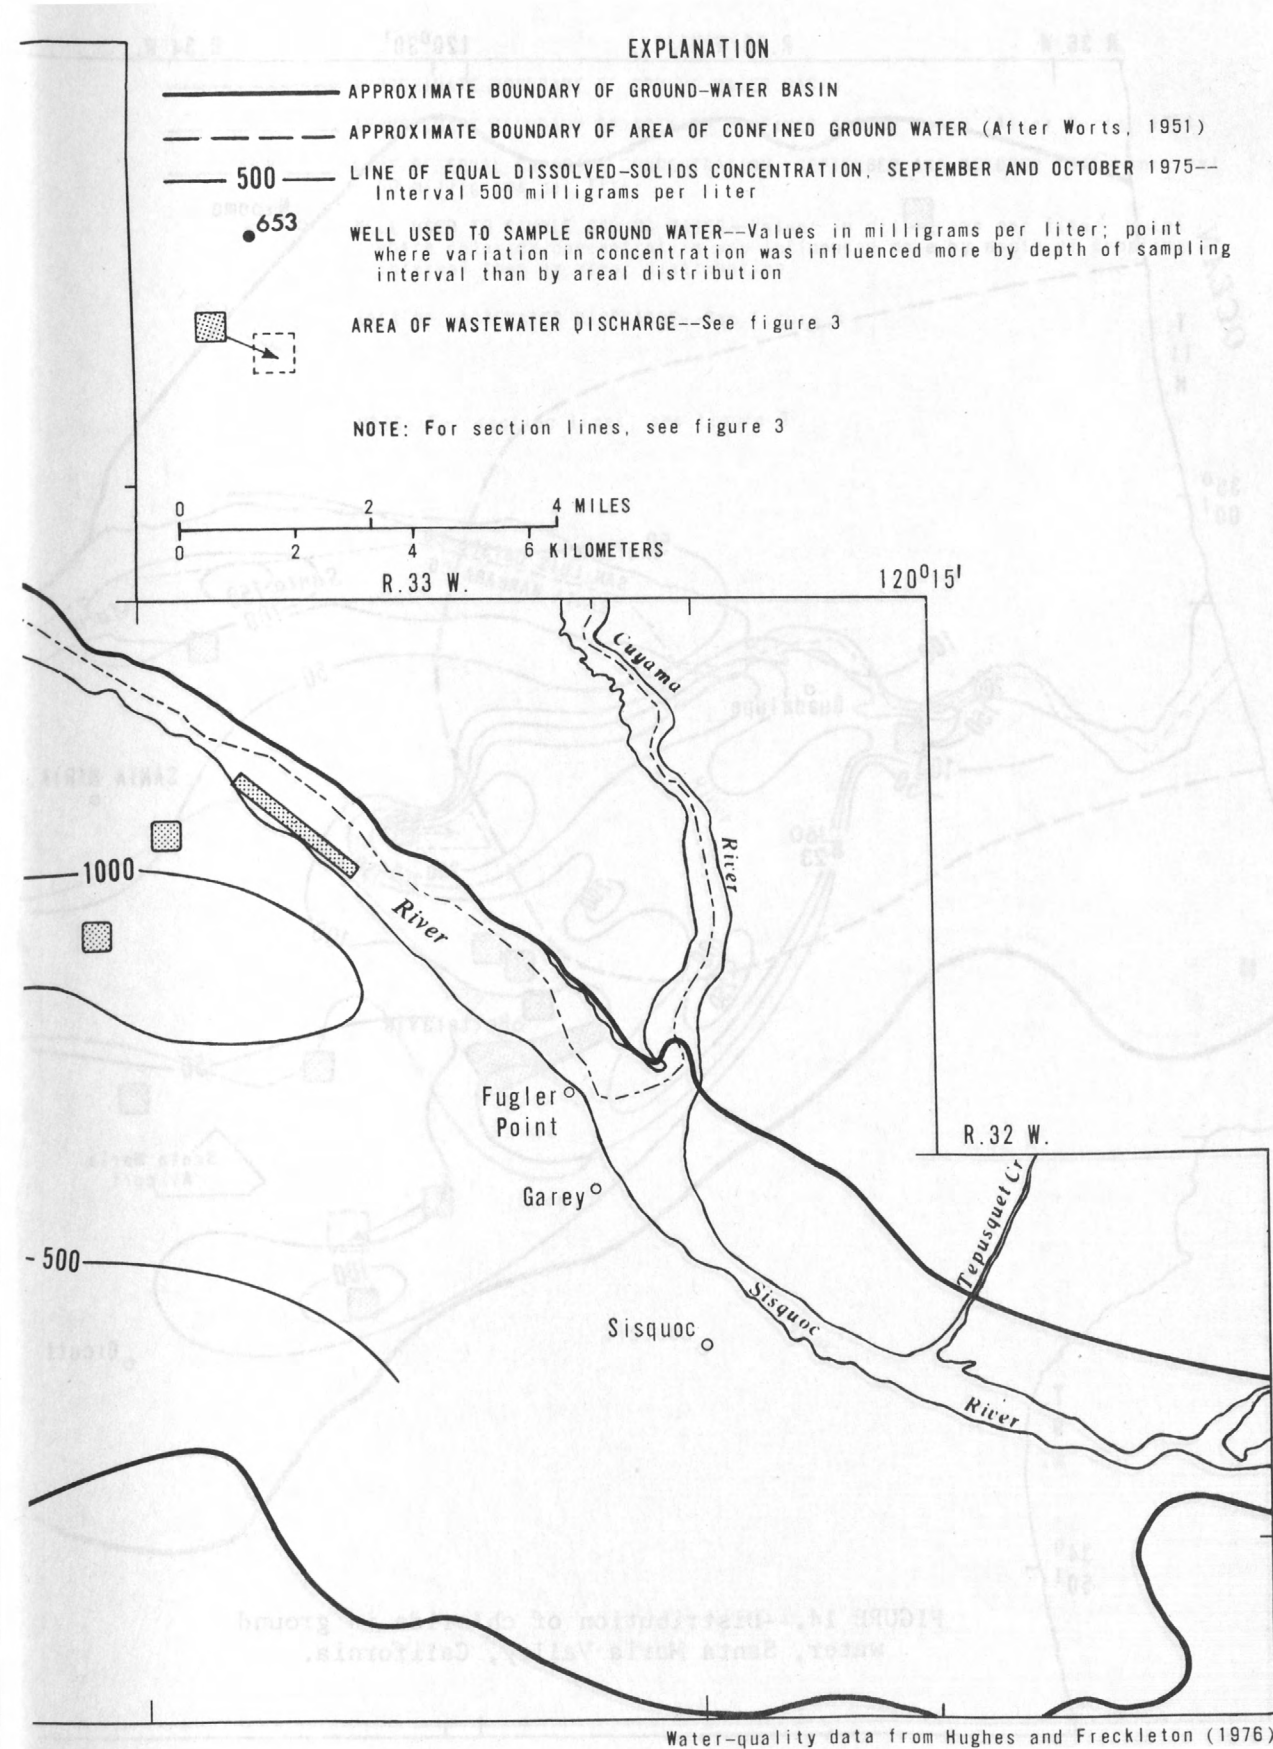 EXPLANATION
APPROXIMATE BOUNDARY OF GROUND-WATER BASIN
APPROXIMATE BOUNDARY OF AREA OF CONFINED GROUND WATER (After Worts, 1951)
500 LINE OF EQUAL DISSOLVED-SOLIDS CONCENTRATION, SEPTEMBER AND OCTOBER 1975--
Interval 500 milligrams per liter
653 WELL USED TO SAMPLE GROUND WATER--Values in milligrams per liter; point
where variation in concentration was influenced more by depth of sampling
interval than by areal distribution
AREA OF WASTEWATER DISCHARGE--See figure 3
NOTE: For section lines, see figure 3
0 2 4 MILES
0 2 4 6 KILOMETERS
R.33 W.
120°15'
Cuyama
River
1000
River
Fugler
Point
R.32 W.
Tepusquet Cr
Garey
500
Sisquoc
Sisquoc
River
Water-quality data from Hughes and Freckleton (1976)